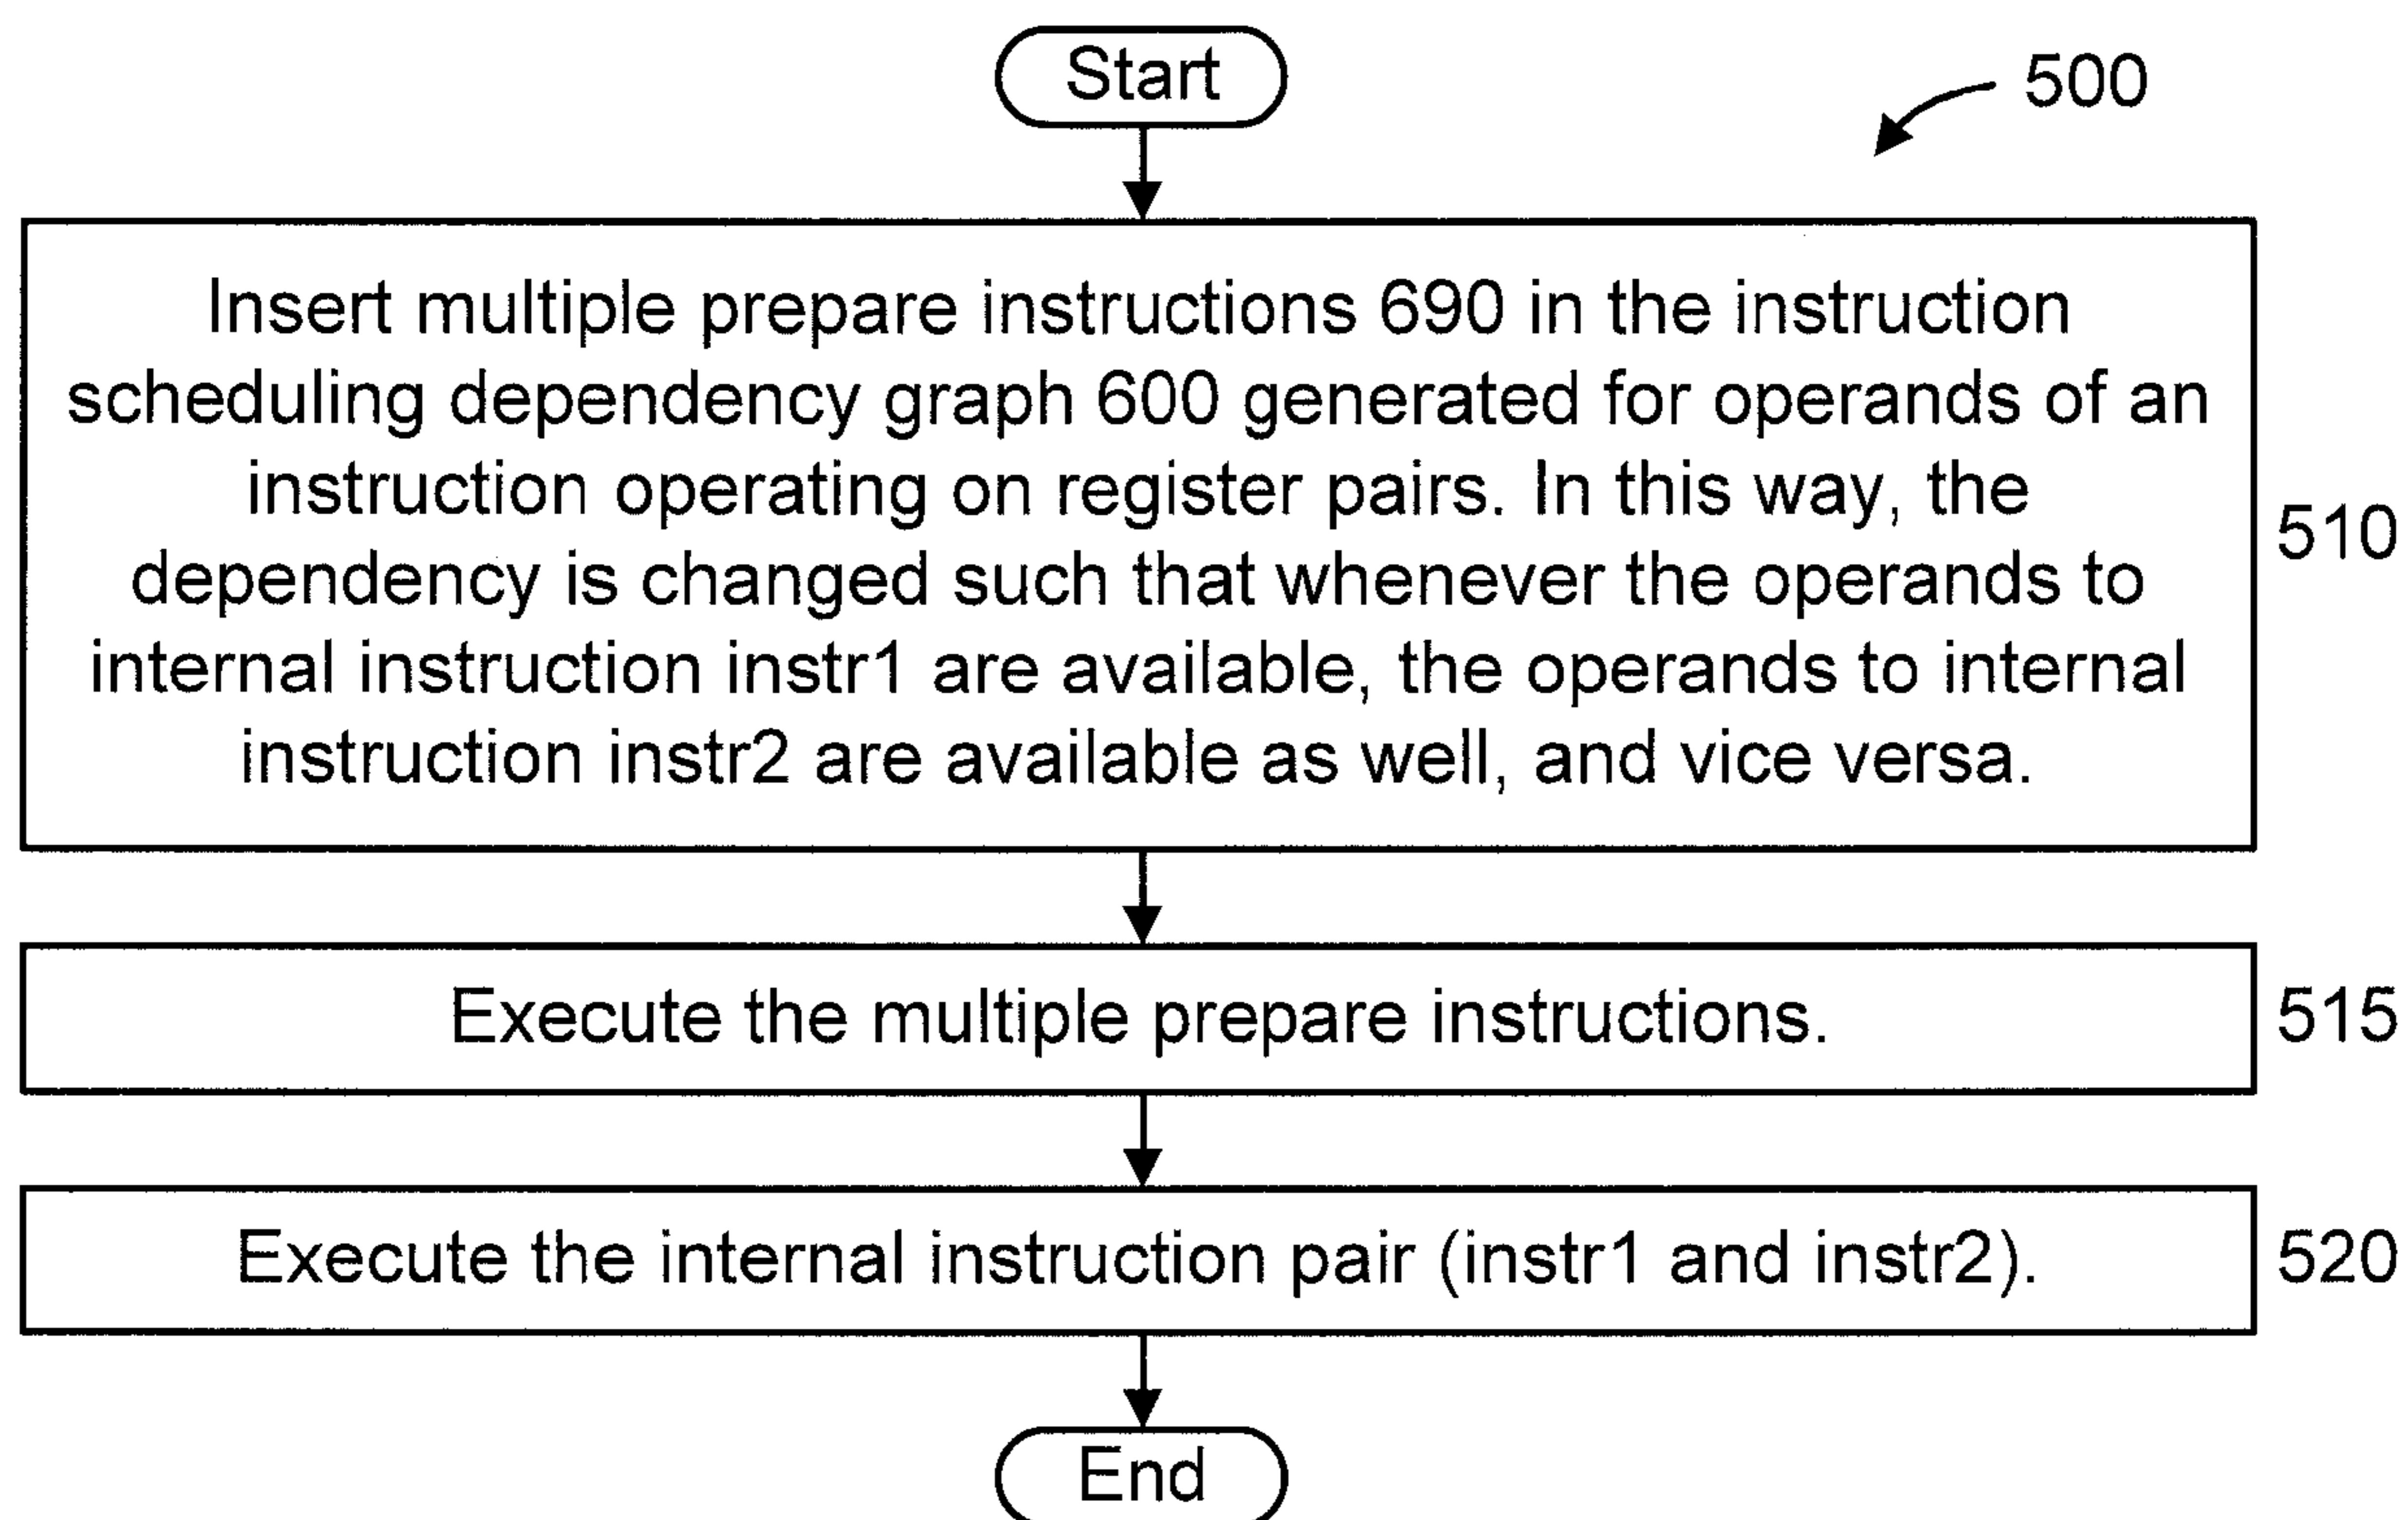 Start
500
Insert multiple prepare instructions 690 in the instruction
scheduling dependency graph 600 generated for operands of an
instruction operating on register pairs. In this way, the
dependency is changed such that whenever the operands to
internal instruction instr1 are available, the operands to internal
instruction instr2 are available as well, and vice versa.
510
Execute the multiple prepare instructions.
515
Execute the internal instruction pair (instr1 and instr2).
520
End